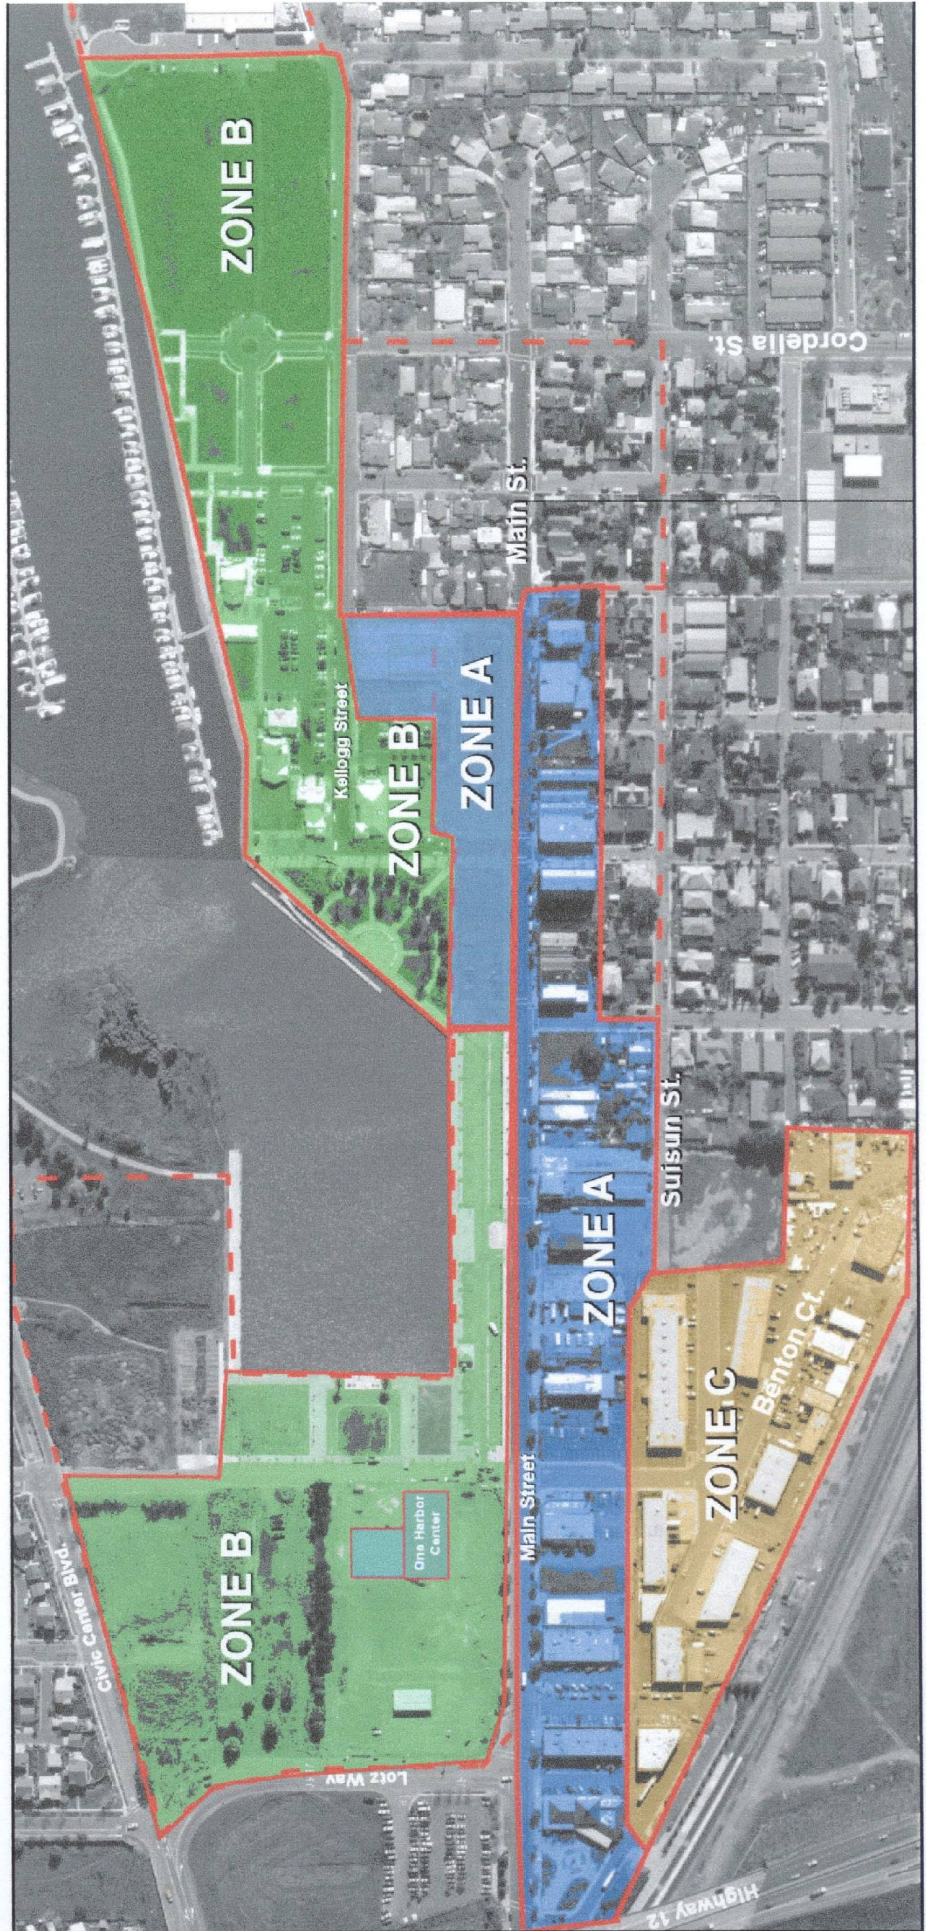 ZONE B
Cordelia St.
Main St.
Kellogg Street
ZONE B
ZONE A
Suisun St.
ZONE A
Benton Ct.
ZONE C
Main Street
One Harbor
Center
ZONE B
Civic Center Blvd.
Lotz Way
Highway 12